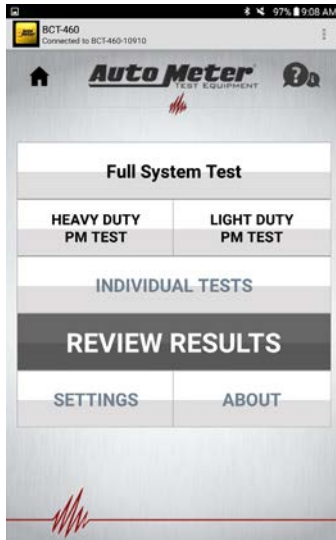 97% 9:08 AM
BCT-460
Connected to BCT-460-10910
Auto Meter
TEST EQUIPMENT
Full System Test
HEAVY DUTY
PM TEST
LIGHT DUTY
PM TEST
INDIVIDUAL TESTS
REVIEW RESULTS
SETTINGS
ABOUT